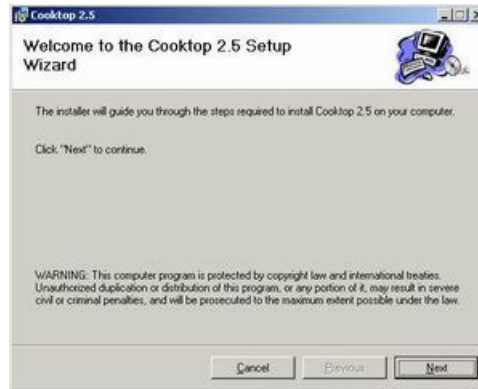 Cooktop 2.5
Welcome to the Cooktop 2.5 Setup
Wizard
The installer will guide you through the steps required to install Cooktop 2.5 on your computer.
Click "Next" to continue.
WARNING: This computer program is protected by copyright law and international treaties.
Unauthorized duplication or distribution of this program, or any portion of it, may result in severe
civil or criminal penalties, and will be prosecuted to the maximum extent possible under the law.
Cancel Previous Next